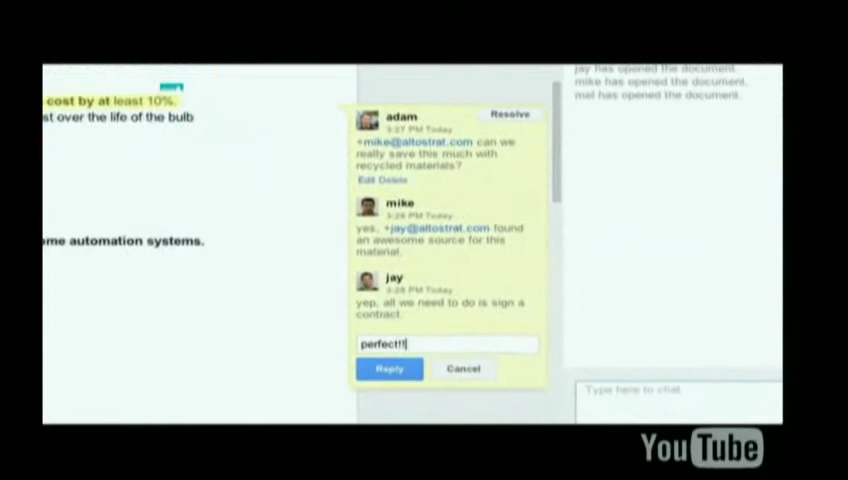 jay has opened the document.
mike has opened the document.
mel has opened the document.
cost by at least 10%.
st over the life of the bulb
ome automation systems.
adam
Resolve
3:27 PM Today
+mike@altostrat.com can we
really save this much with
recycled materials?
Edit Delete
mike
3:28 PM Today
yes, +jay@altostrat.com found
an awesome source for this
material.
jay
3:28 PM Today
yep, all we need to do is sign a
contract.
perfect!!
Reply Cancel
Type here to chat
YouTube